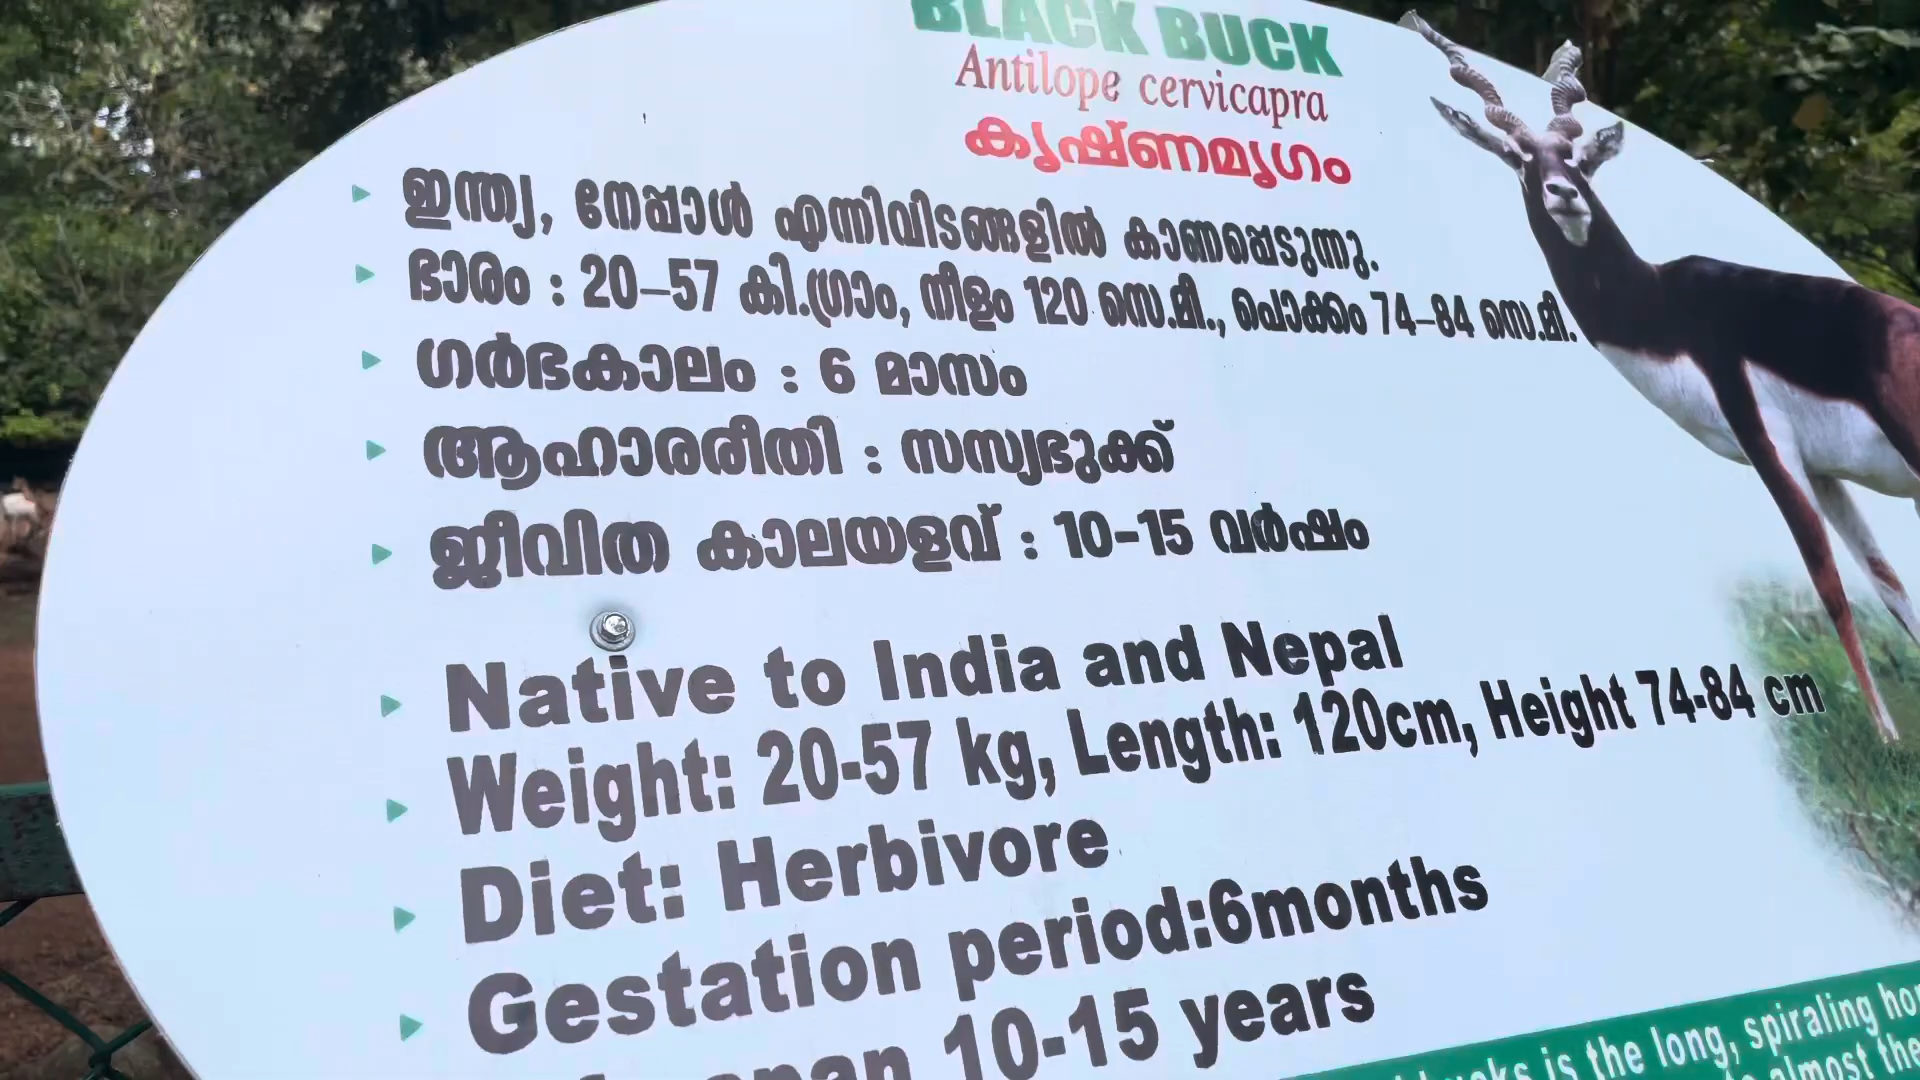 BLACK BUCK
Antilope cervicapra
കൃഷ്ണമൃഗം
ഇന്ത്യ, നേപ്പാൾ എന്നിവിടങ്ങളിൽ കാണപ്പെടുന്നു.
ഭാരം : 20-57 കി.ഗ്രാം, നീളം 120 സെ.മീ., പൊക്കം 74-84 സെ.മീ.
ഗർഭകാലം : 6 മാസം
ആഹാരരീതി : സസ്യഭുക്ക്
ജീവിത കാലയളവ് : 10-15 വർഷം
Native to India and Nepal
Weight: 20-57 kg, Length: 120cm, Height 74-84 cm
Diet: Herbivore
Gestation period:6months
10-15 years
is the long, spiraling
almost the